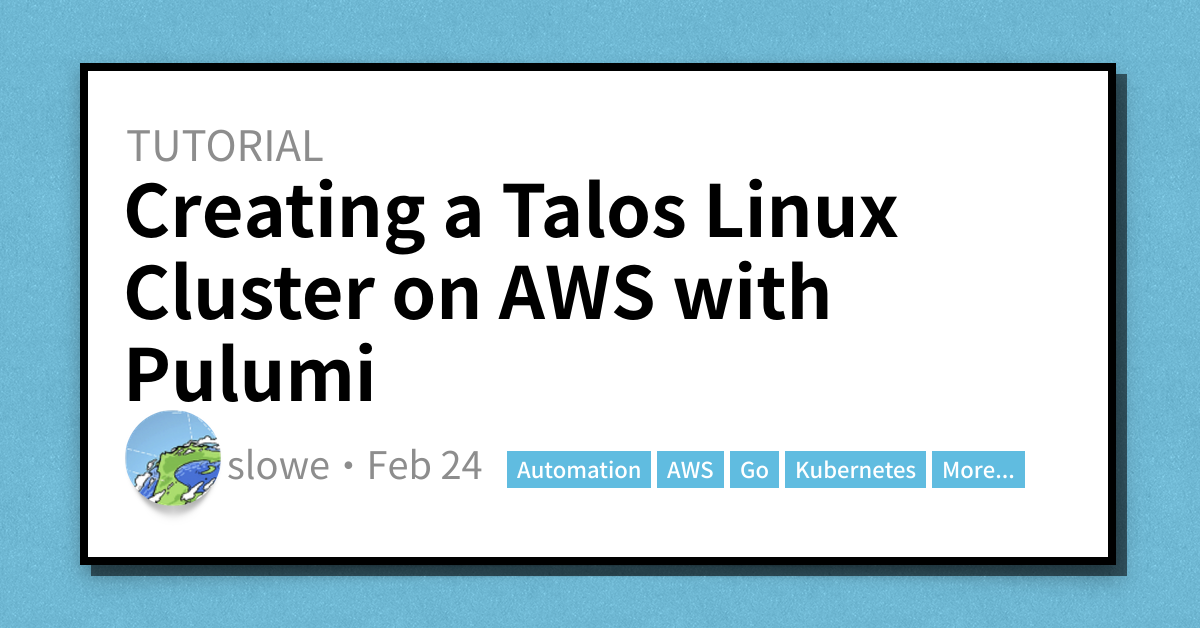 TUTORIAL
Creating a Talos Linux
Cluster on AWS with
Pulumi
slowe • Feb 24 Automation AWS Go Kubernetes More...